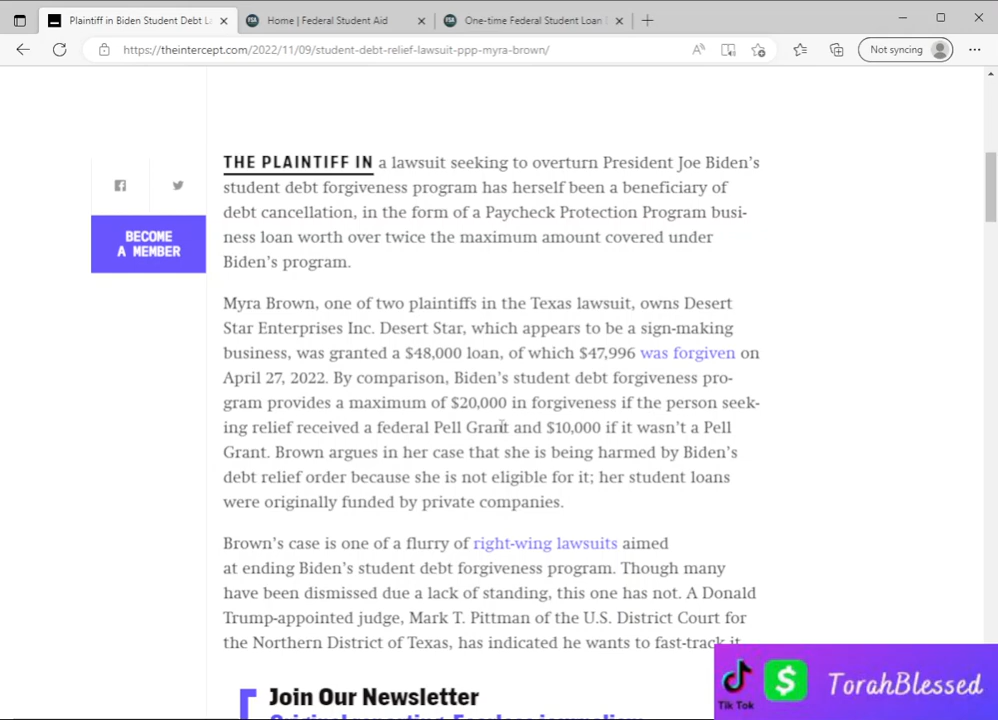 Plaintiff in Biden Student Debt L
Home | Federal Student Aid
One-time Federal Student Loan
https://theintercept.com/2022/11/09/student-debt-relief-lawsuit-ppp-myra-brown/
Not syncing
THE PLAINTIFF IN a lawsuit seeking to overturn President Joe Biden’s
student debt forgiveness program has herself been a beneficiary of
debt cancellation, in the form of a Paycheck Protection Program busi-
ness loan worth over twice the maximum amount covered under
Biden’s program.
BECOME
A MEMBER
Myra Brown, one of two plaintiffs in the Texas lawsuit, owns Desert
Star Enterprises Inc. Desert Star, which appears to be a sign-making
business, was granted a $48,000 loan, of which $47,996 was forgiven on
April 27, 2022. By comparison, Biden’s student debt forgiveness pro-
gram provides a maximum of $20,000 in forgiveness if the person seek-
ing relief received a federal Pell Grant and $10,000 if it wasn’t a Pell
Grant. Brown argues in her case that she is being harmed by Biden’s
debt relief order because she is not eligible for it; her student loans
were originally funded by private companies.
Brown’s case is one of a flurry of right-wing lawsuits aimed
at ending Biden’s student debt forgiveness program. Though many
have been dismissed due a lack of standing, this one has not. A Donald
Trump-appointed judge, Mark T. Pittman of the U.S. District Court for
the Northern District of Texas, has indicated he wants to fast-track it
Join Our Newsletter
Original reporting. Fearless journalism.
Tik Tok
$
TorahBlessed